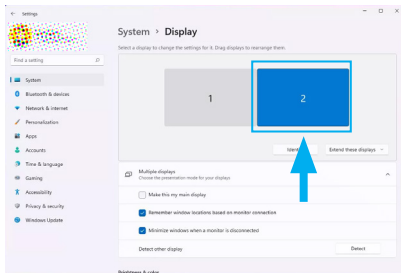 Settings
System > Display
Select a display to change the settings for it. Drag displays to rearrange them.
Find a setting
System
Bluetooth & devices
Network & internet
Personalization
Apps
Accounts
Time & language
Gaming
Accessibility
Privacy & security
Windows Update
1
2
Extend these displays
Multiple displays
Choose the presentation mode for your displays
Make this my main display
Remember window locations based on monitor connection
Minimize windows when a monitor is disconnected
Detect other display
Detect
Brightness & color